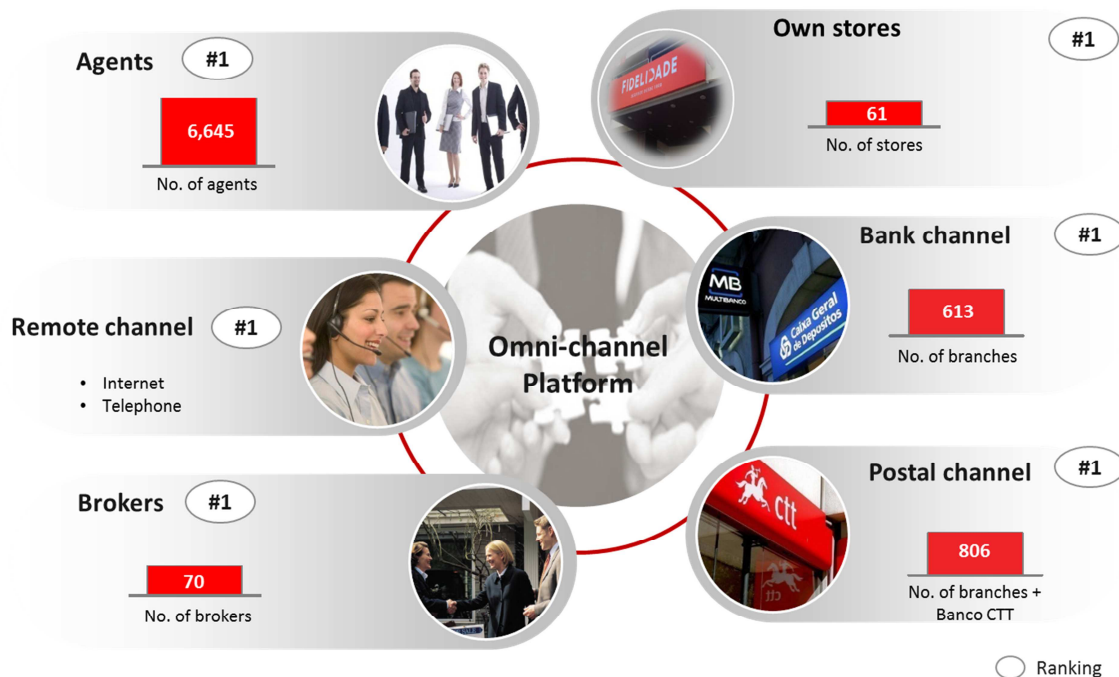 Agents
#1
6,645
No. of agents
Own stores
#1
FIDELIDADE
61
No. of stores
Remote channel
#1
• Internet
• Telephone
Omni-channel
Platform
Bank channel
#1
MB
MULTIBANCO
Caixa Geral
de Depositos
613
No. of branches
Brokers
#1
70
No. of brokers
Postal channel
#1
ctt
ctt
806
No. of branches +
Banco CTT
Ranking